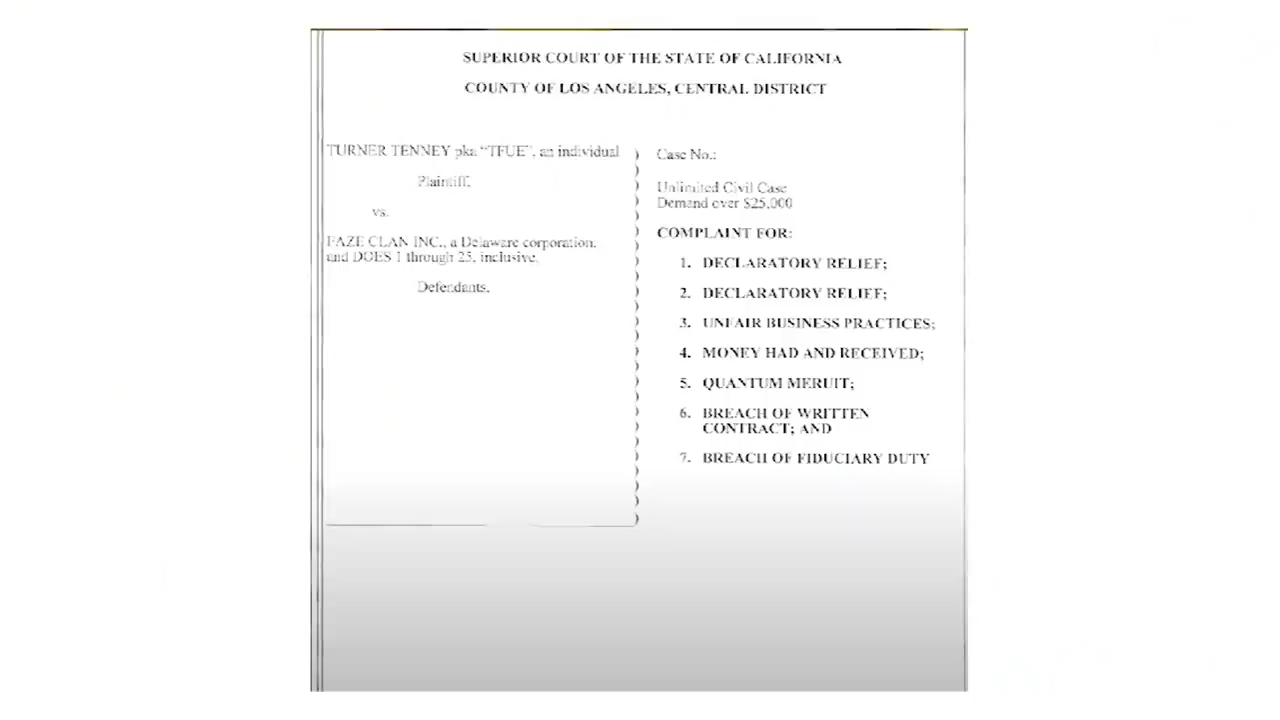 SUPERIOR COURT OF THE STATE OF CALIFORNIA
COUNTY OF LOS ANGELES, CENTRAL DISTRICT
TURNER TENNEY pka "TFUE", an individual
Plaintiff,
vs.
FAZE CLAN INC., a Delaware corporation,
and DOES 1 through 25, inclusive.
Defendants.
Case No.:
Unlimited Civil Case
Demand over $25,000
COMPLAINT FOR:
1. DECLARATORY RELIEF;
2. DECLARATORY RELIEF;
3. UNFAIR BUSINESS PRACTICES;
4. MONEY HAD AND RECEIVED;
5. QUANTUM MERUIT;
6. BREACH OF WRITTEN
CONTRACT; AND
7. BREACH OF FIDUCIARY DUTY